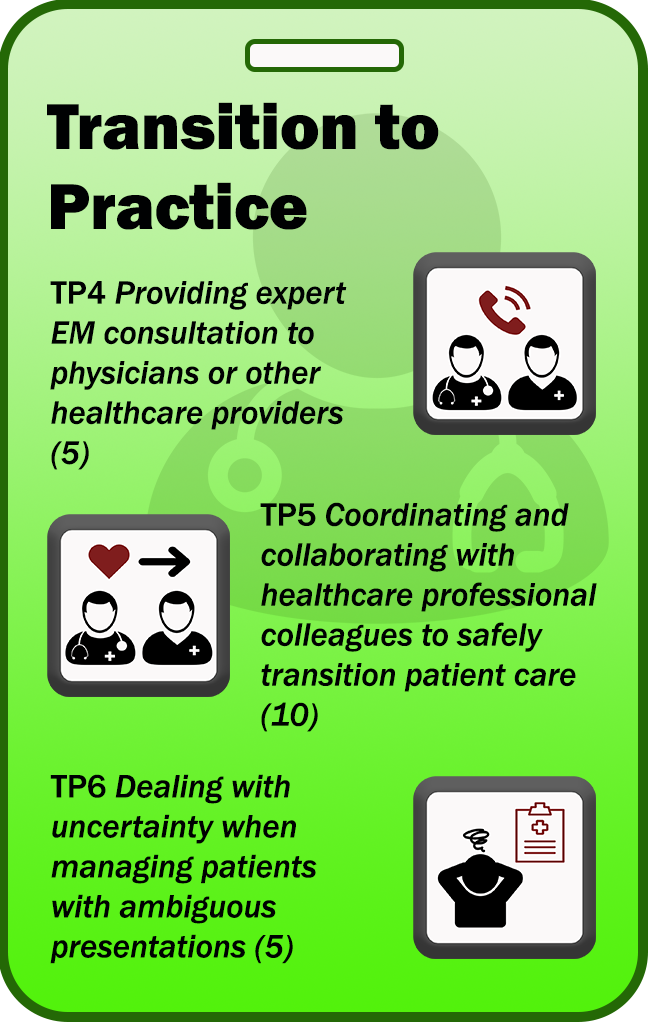 Transition to
Practice
TP4 Providing expert
EM consultation to
physicians or other
healthcare providers
(5)
TP5 Coordinating and
collaborating with
healthcare professional
colleagues to safely
transition patient care
(10)
TP6 Dealing with
uncertainty when
managing patients
with ambiguous
presentations (5)